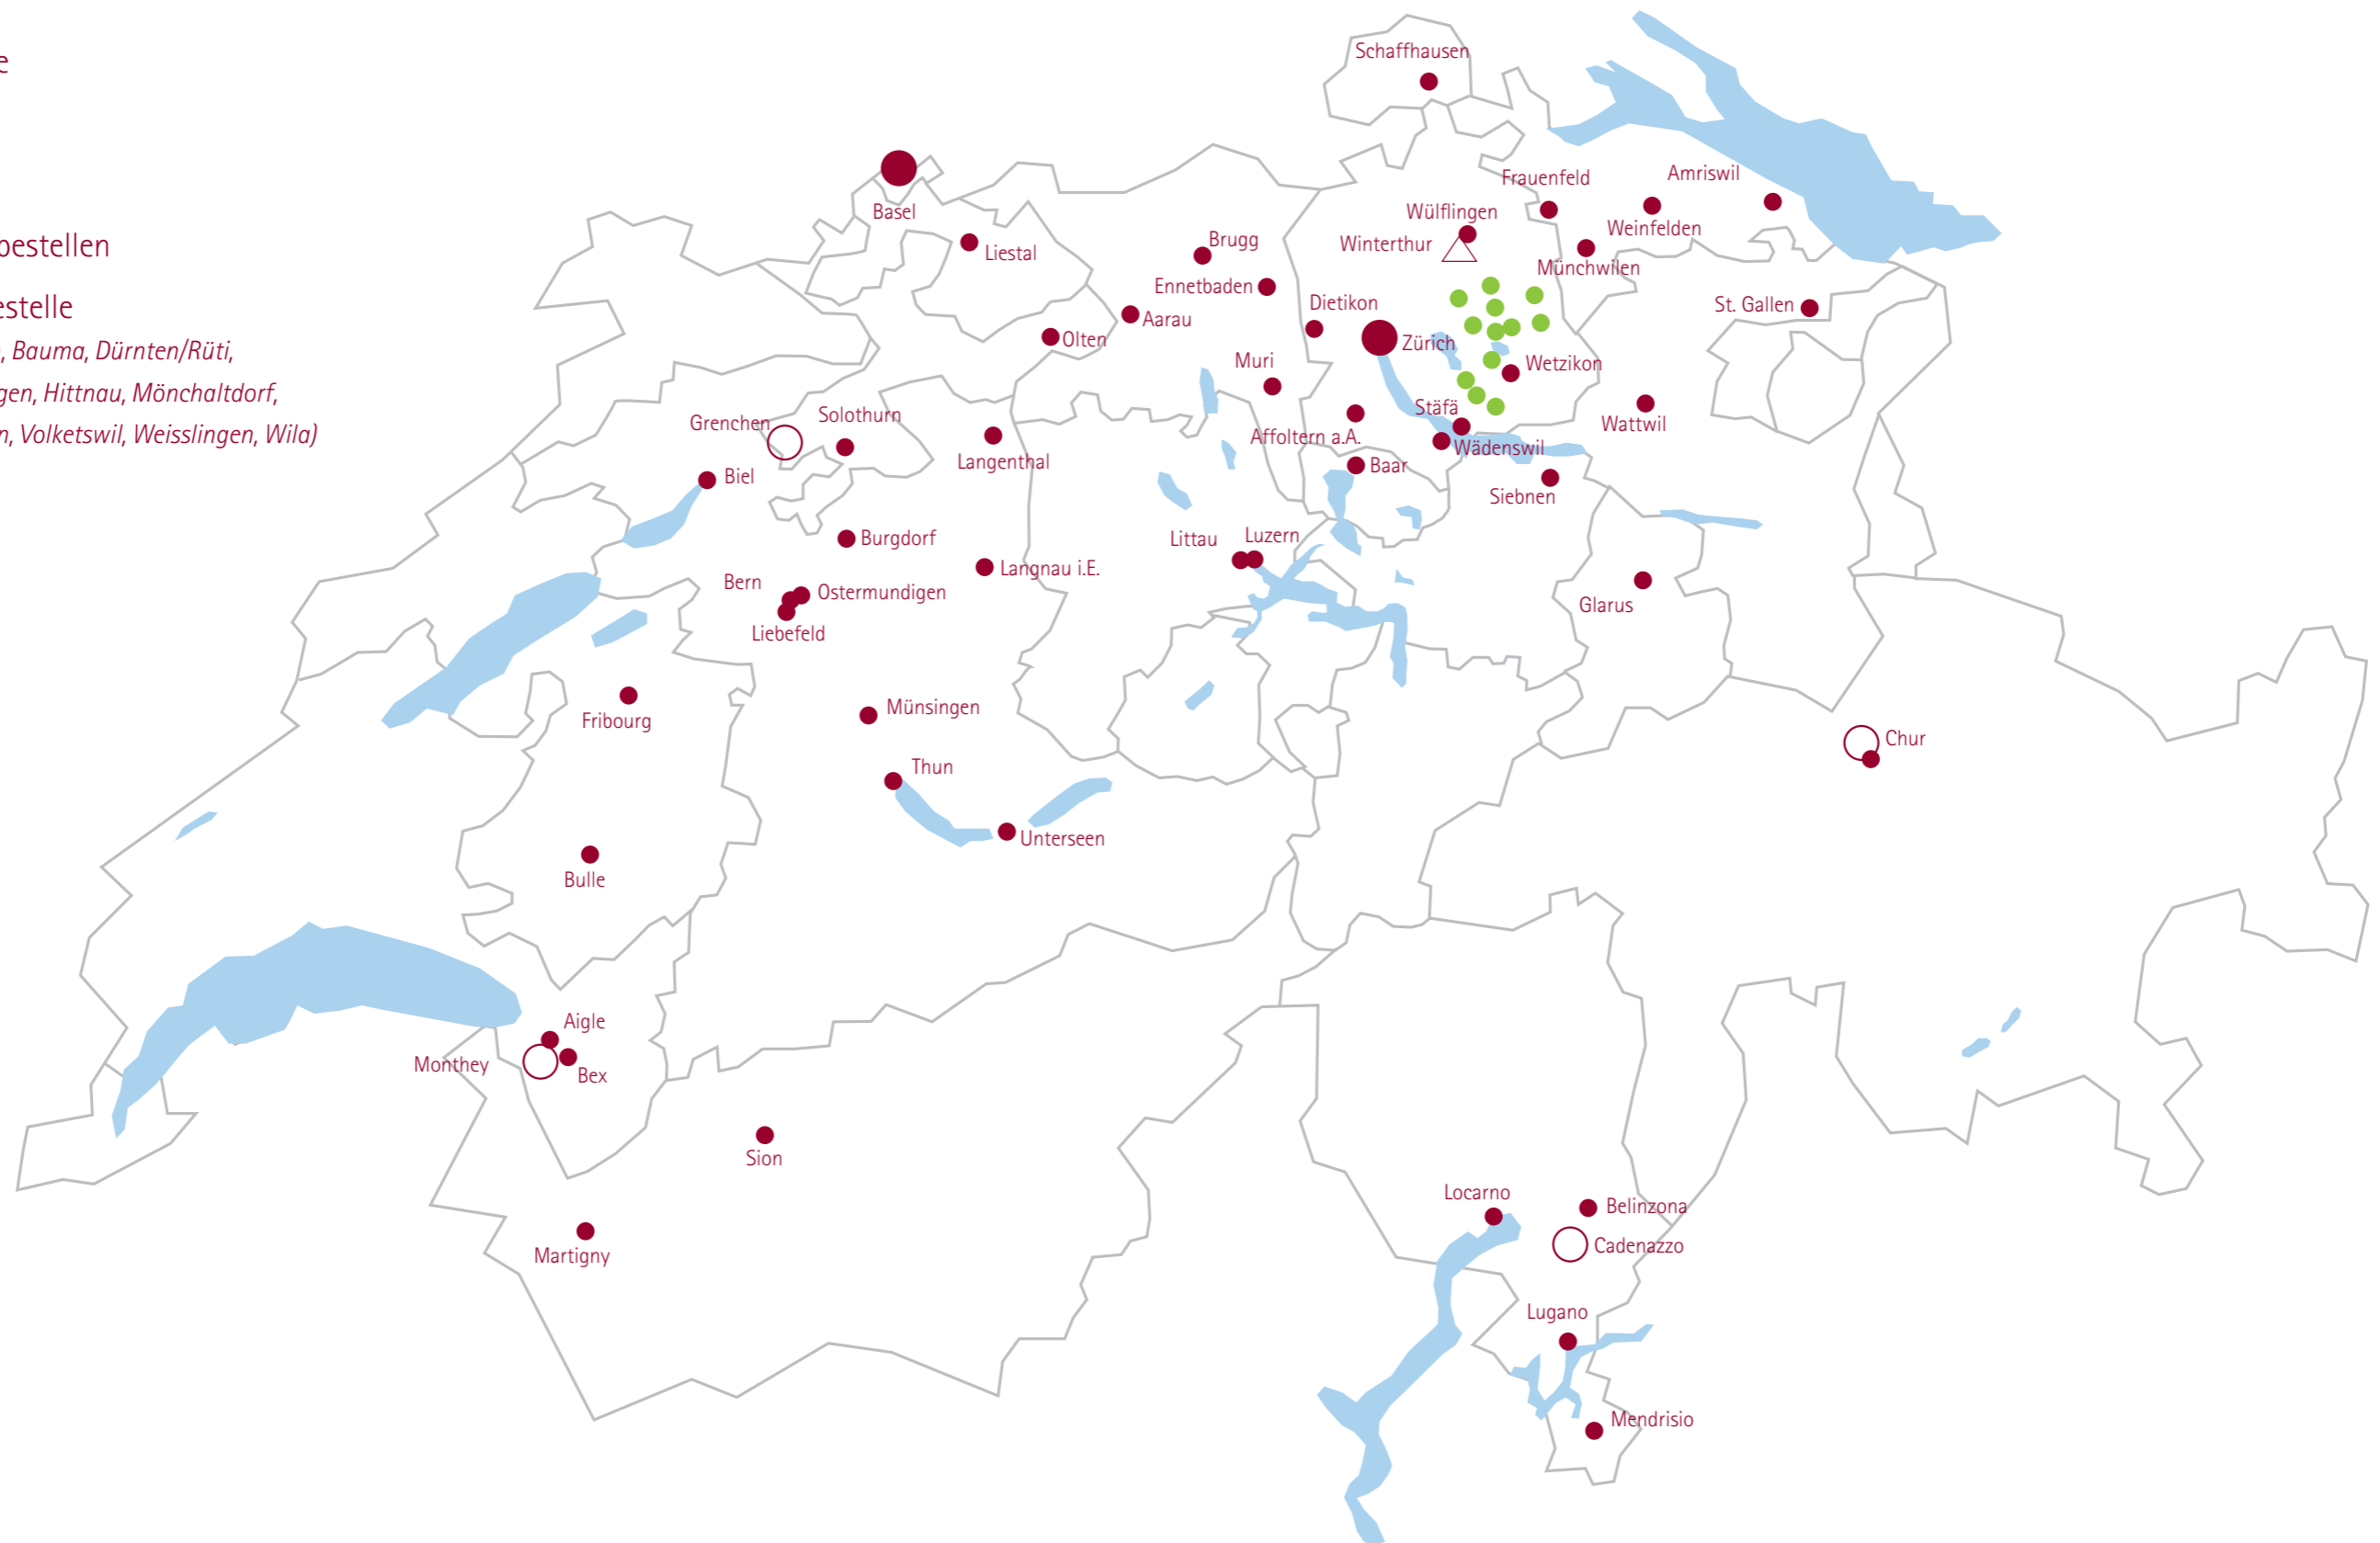 e
bestellen
estelle
, Bauma, Dürnten/Rüti,
gen, Hittnau, Mönchaltdorf,
n, Volketswil, Weisslingen, Wila)
Schaffhausen
Amriswil
Frauenfeld
Basel
Wülflingen
Weinfelden
Brugg
Winterthur
Liestal
Münchwilen
Ennetbaden
Dietikon
St. Gallen
Aarau
Olten
Zürich
Muri
Wetzikon
Grenchen
Solothurn
Stäfa
Wattwil
Affoltern a.A.
Wädenswil
Langenthal
Baar
Biel
Siebnen
Burgdorf
Littau
Luzern
Langnau i.E.
Bern
Ostermundigen
Glarus
Liebefeld
Münsingen
Fribourg
Chur
Thun
Unterseen
Bulle
Aigle
Monthey
Bex
Sion
Locarno
Belinzona
Cadenazzo
Martigny
Lugano
Mendrisio